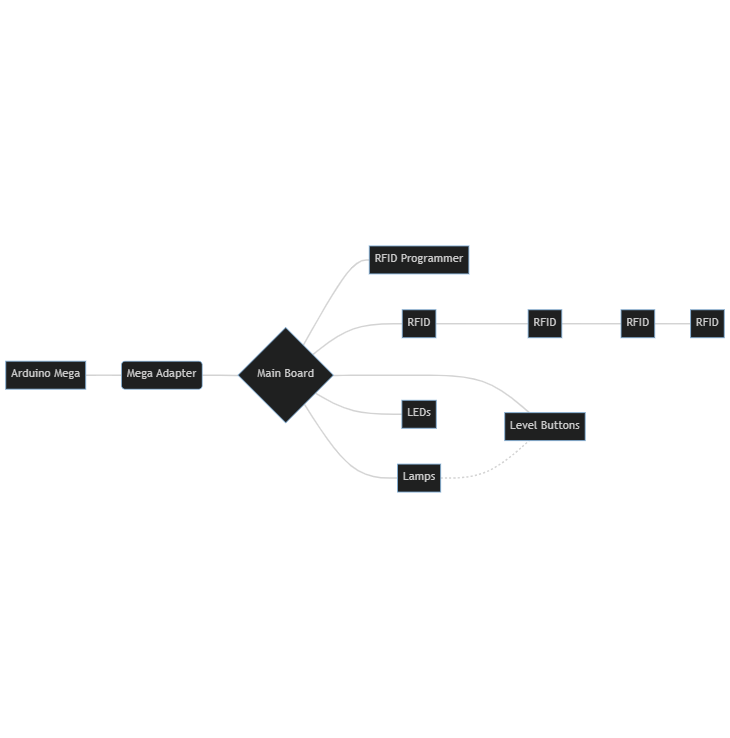 RFID Programmer
RFID
RFID
RFID
RFID
Arduino Mega
Mega Adapter
Main Board
LEDs
Level Buttons
Lamps